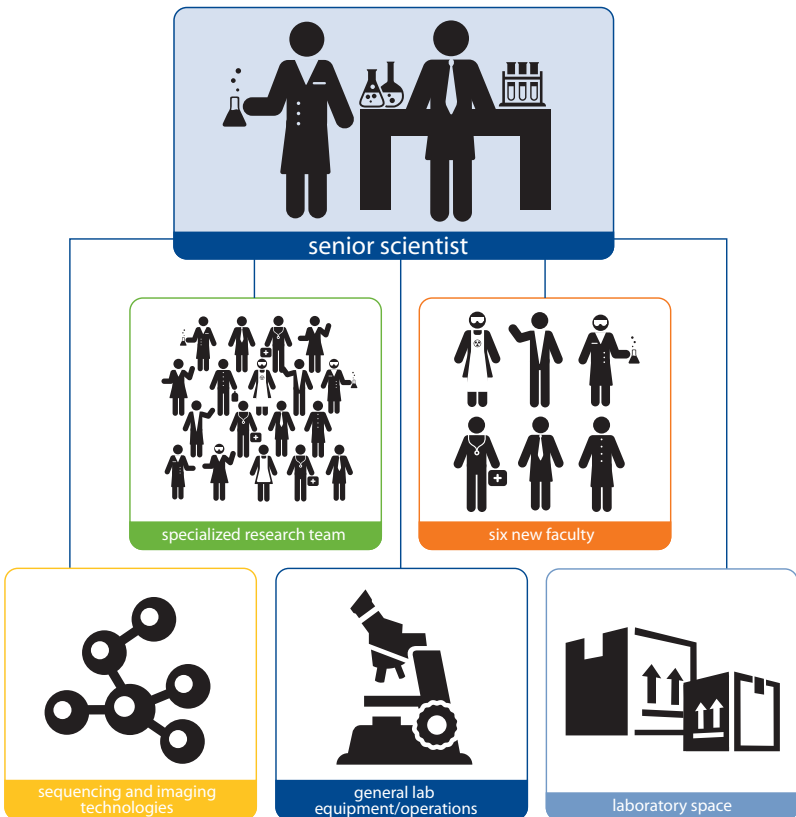 senior scientist
specialized research team
six new faculty
sequencing and imaging
technologies
general lab
equipment/operations
laboratory space